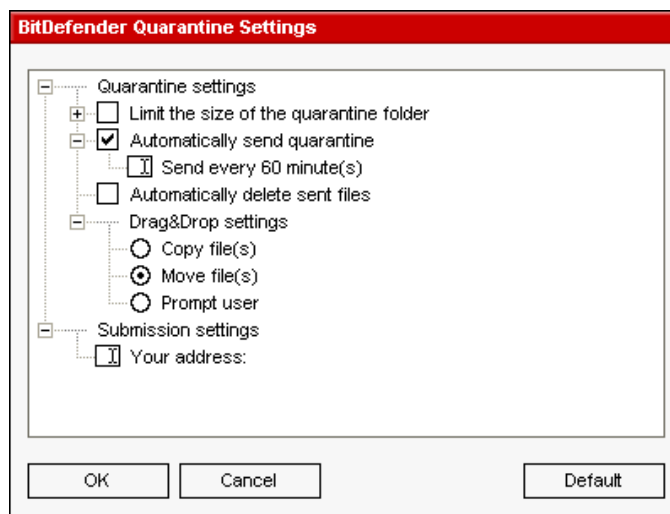 BitDefender Quarantine Settings
Quarantine settings
Limit the size of the quarantine folder
Automatically send quarantine
Send every 60 minute(s)
Automatically delete sent files
Drag&Drop settings
Copy file(s)
Move file(s)
Prompt user
Submission settings
Your address:
OK Cancel Default